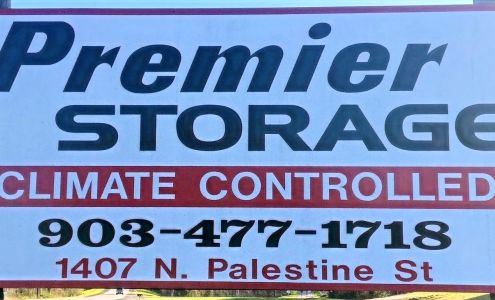 Premier
STORAGE
CLIMATE CONTROLLED
903-477-1718
1407 N. Palestine St